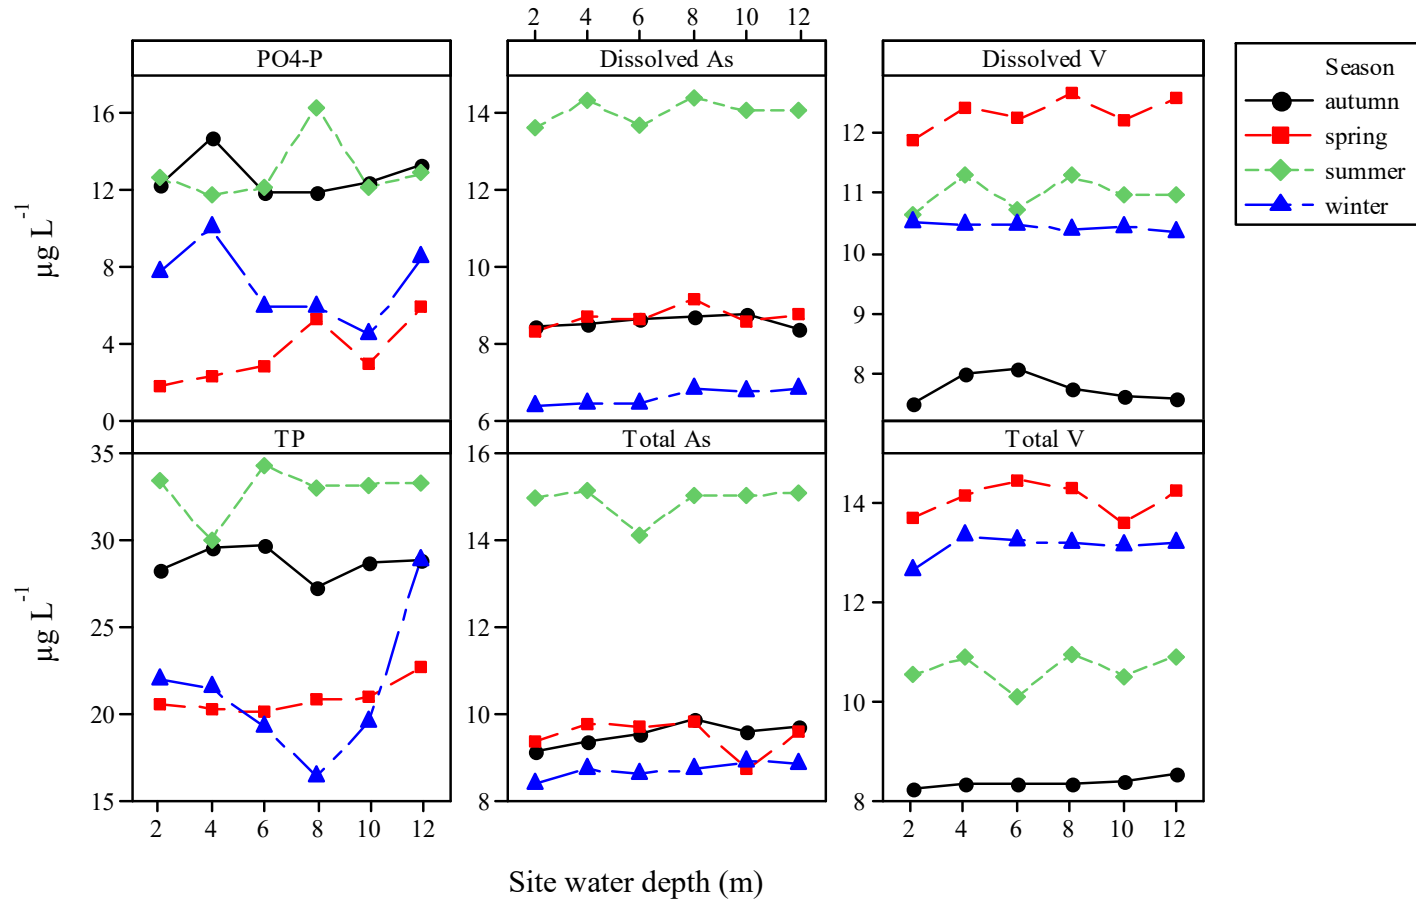 2 4 6 8 10 12
PO4-P Dissolved As Dissolved V
Season
autumn
spring
summer
winter
16
12
8
4
0
14
12
10
8
6
12
11
10
9
8
µg L-1
TP Total As Total V
35
30
25
20
15
16
14
12
10
8
14
12
10
8
µg L-1
2 4 6 8 10 12
2 4 6 8 10 12
Site water depth (m)